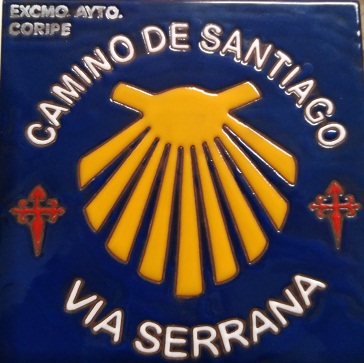 EXCMO. AYTO.
CORIPE
CAMINO DE SANTIAGO
VIA SERRANA